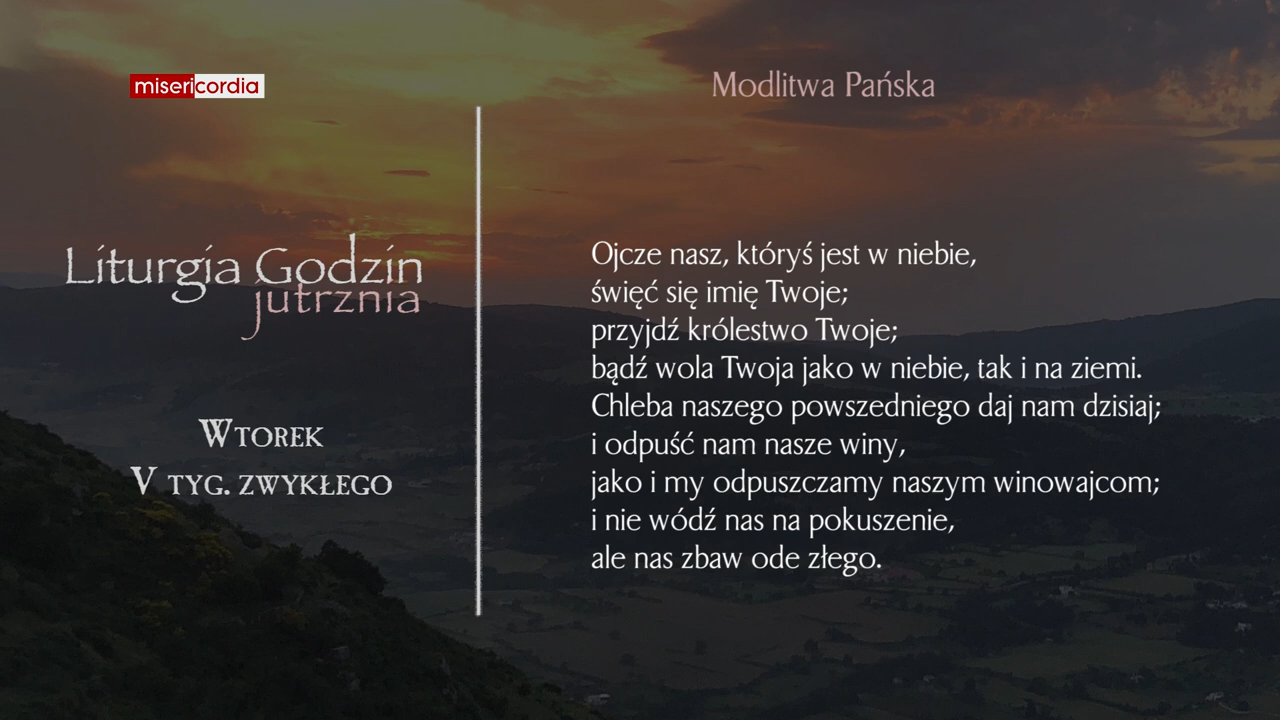 misericordia
Liturgia Godzin
jutrznia
Wtorek
V tyg. zwykłego
Modlitwa Pańska
Ojcze nasz, któryś jest w niebie,
święć się imię Twoje;
przyjdź królestwo Twoje;
bądź wola Twoja jako w niebie, tak i na ziemi.
Chleba naszego powszedniego daj nam dzisiaj;
i odpuść nam nasze winy,
jako i my odpuszczamy naszym winowajcom;
i nie wódź nas na pokuszenie,
ale nas zbaw ode złego.